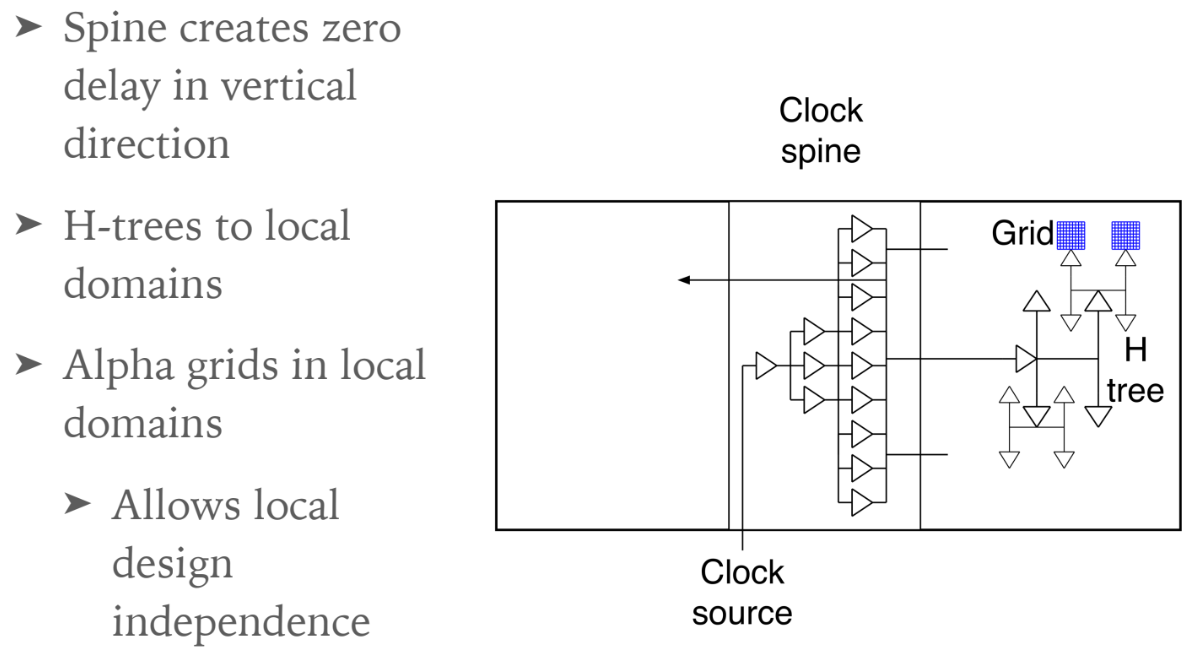 ➤ Spine creates zero
delay in vertical
direction
➤ H-trees to local
domains
➤ Alpha grids in local
domains
➤ Allows local
design
independence
Clock
spine
Grid
H
tree
Clock
source